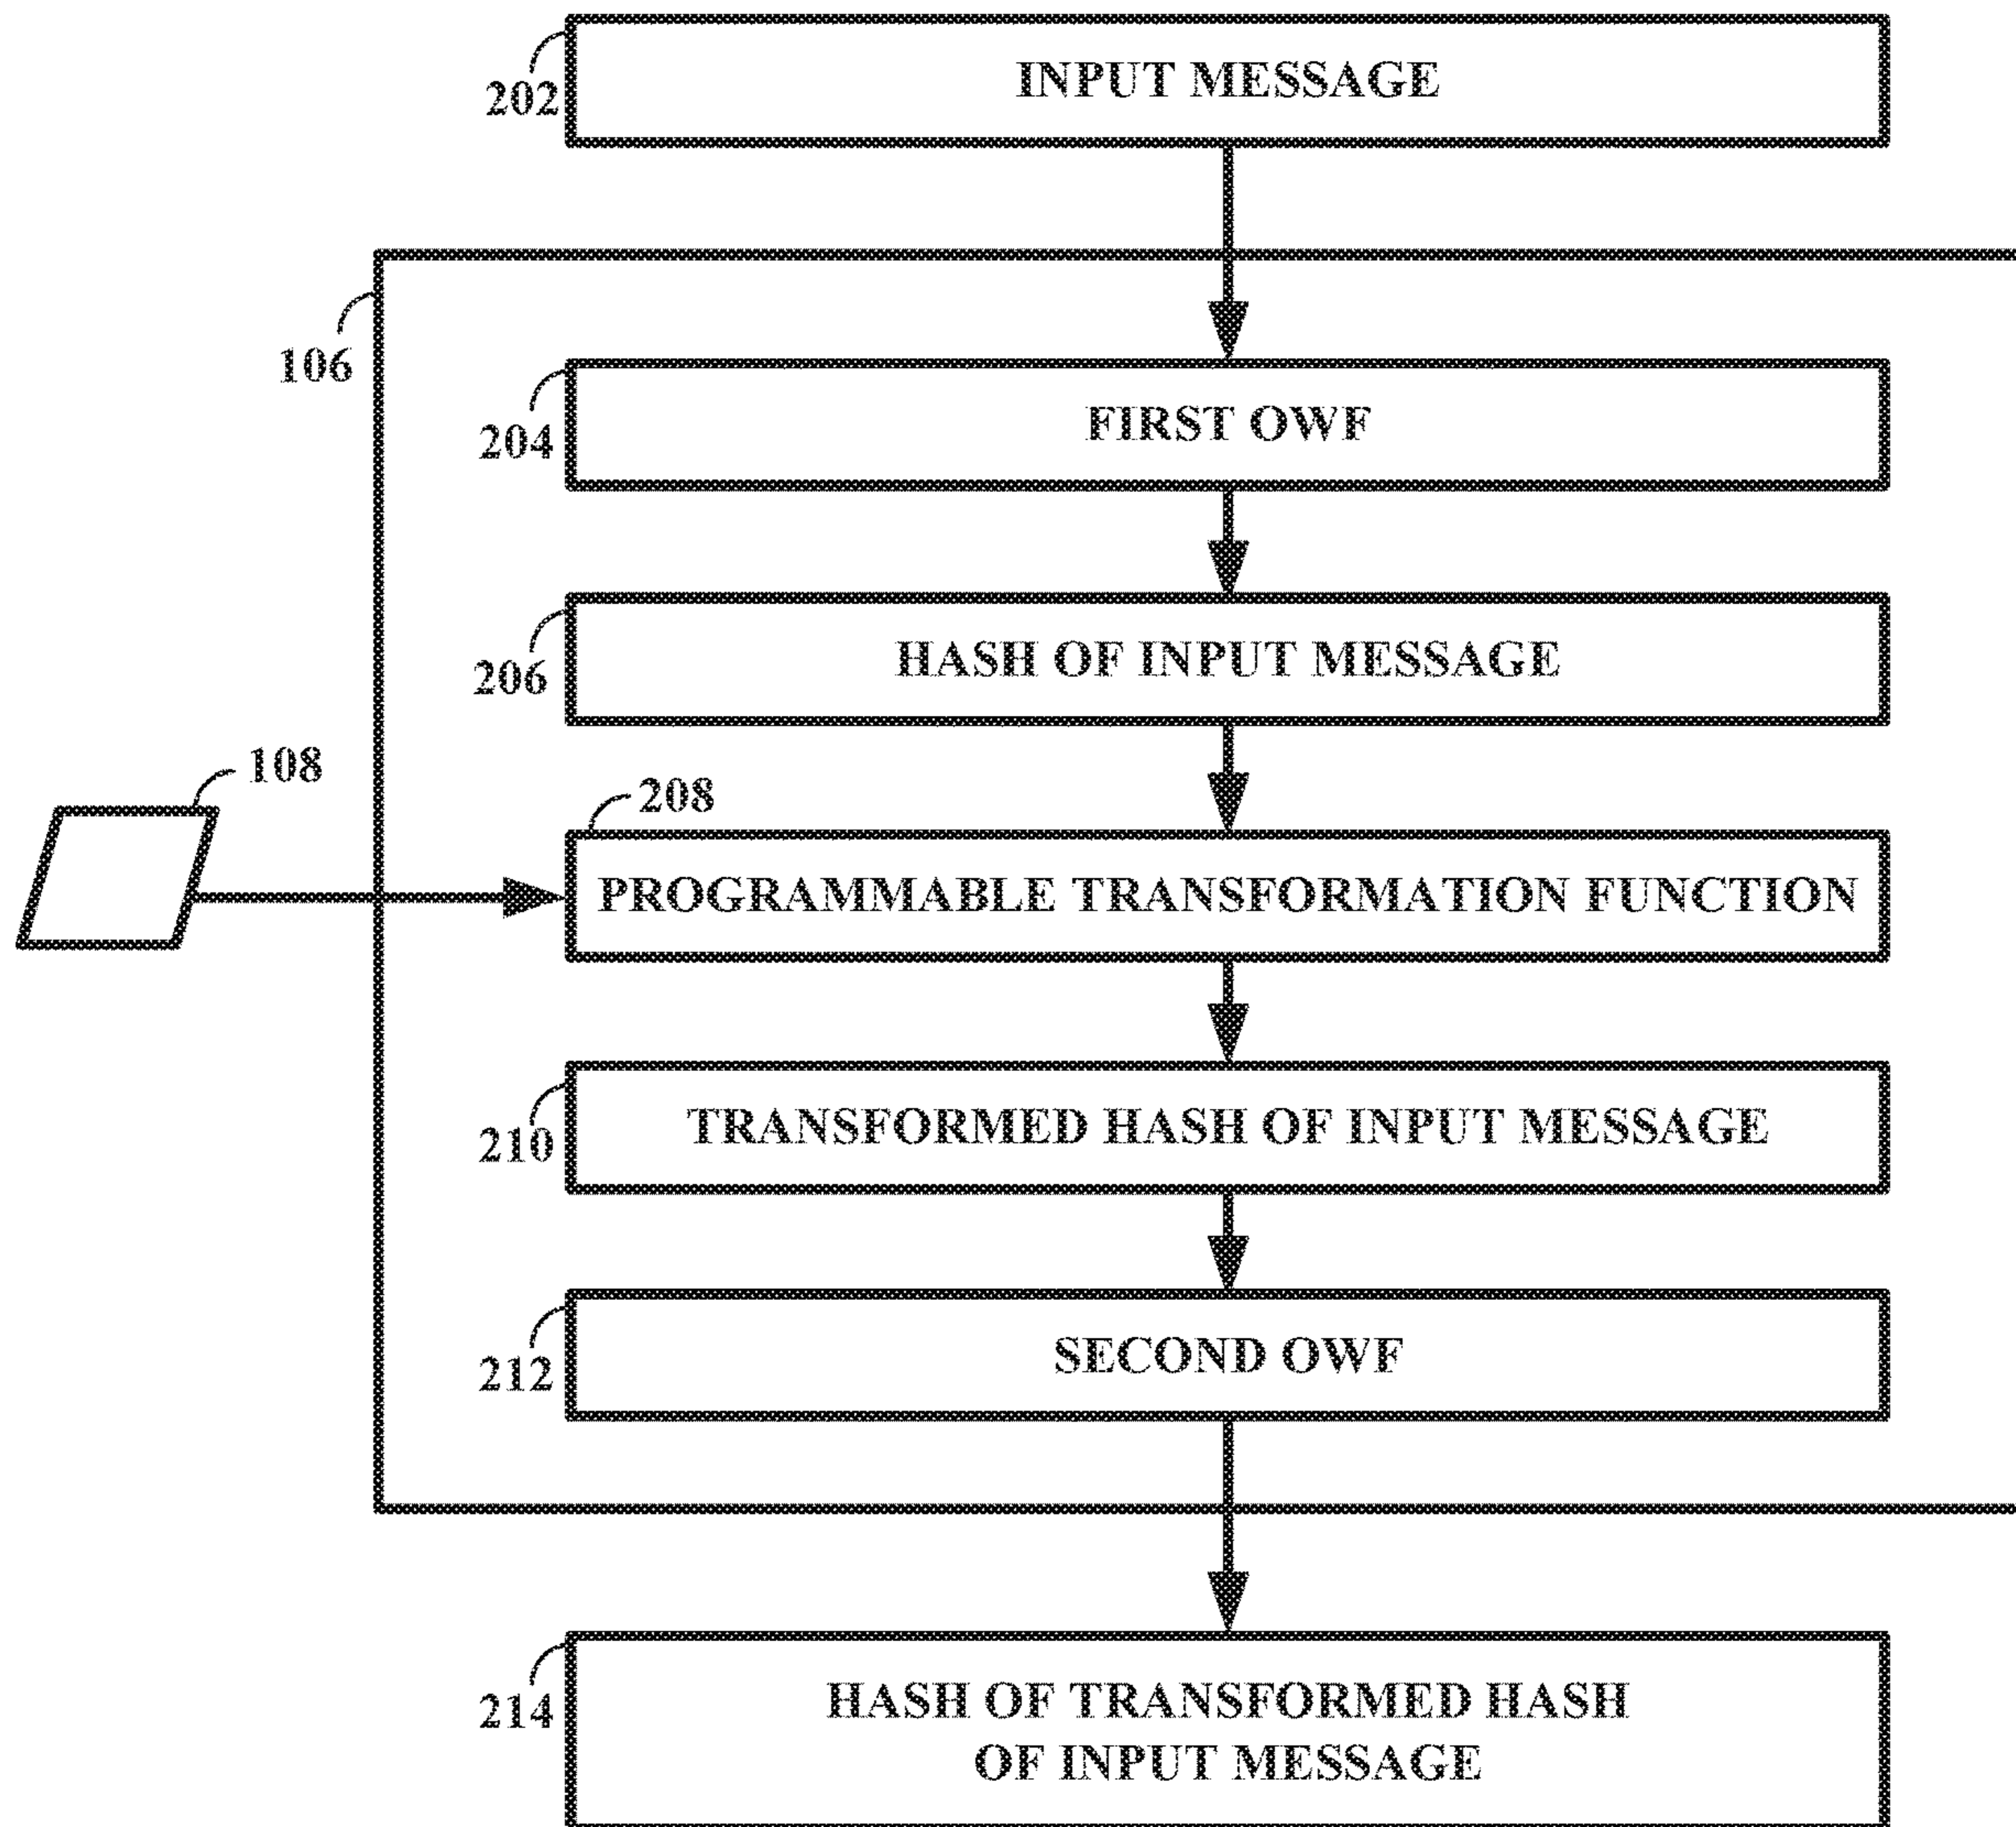 INPUT MESSAGE
202
106
FIRST OWF
204
HASH OF INPUT MESSAGE
206
108
208
PROGRAMMABLE TRANSFORMATION FUNCTION
TRANSFORMED HASH OF INPUT MESSAGE
210
SECOND OWF
212
214
HASH OF TRANSFORMED HASH
OF INPUT MESSAGE